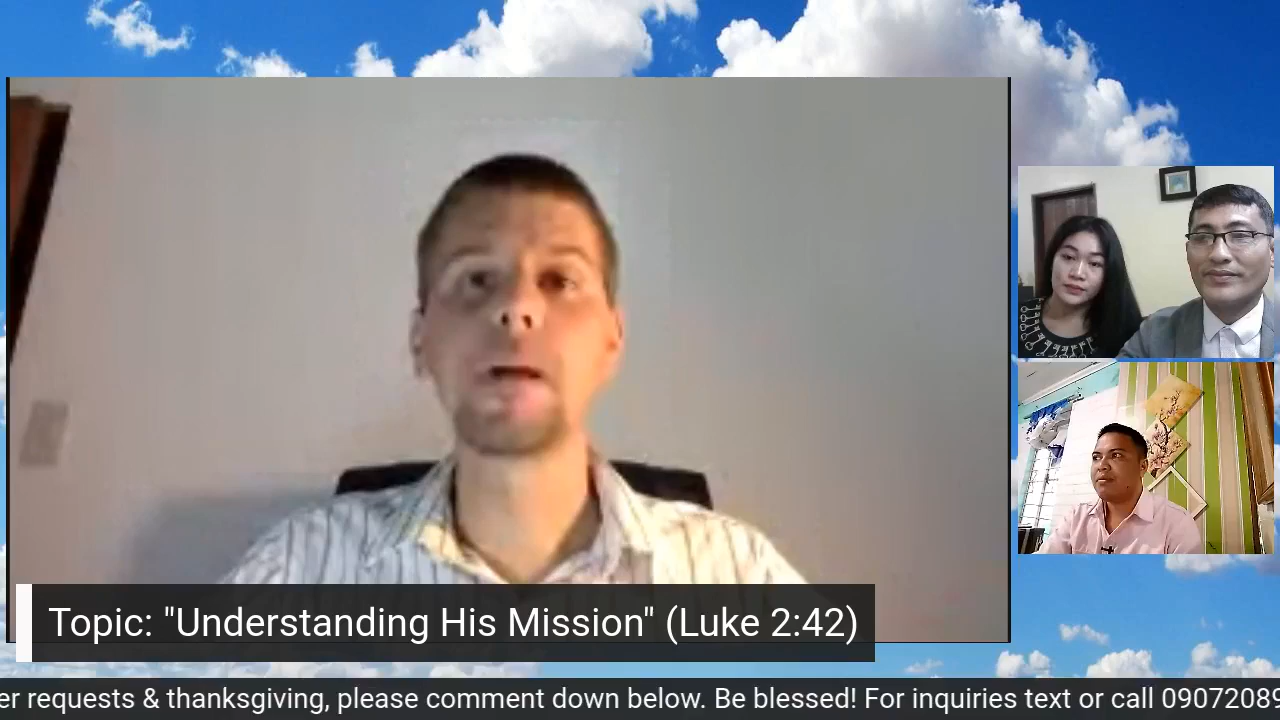 Topic: "Understanding His Mission" (Luke 2:42)
er requests & thanksgiving, please comment down below. Be blessed! For inquiries text or call 09072089